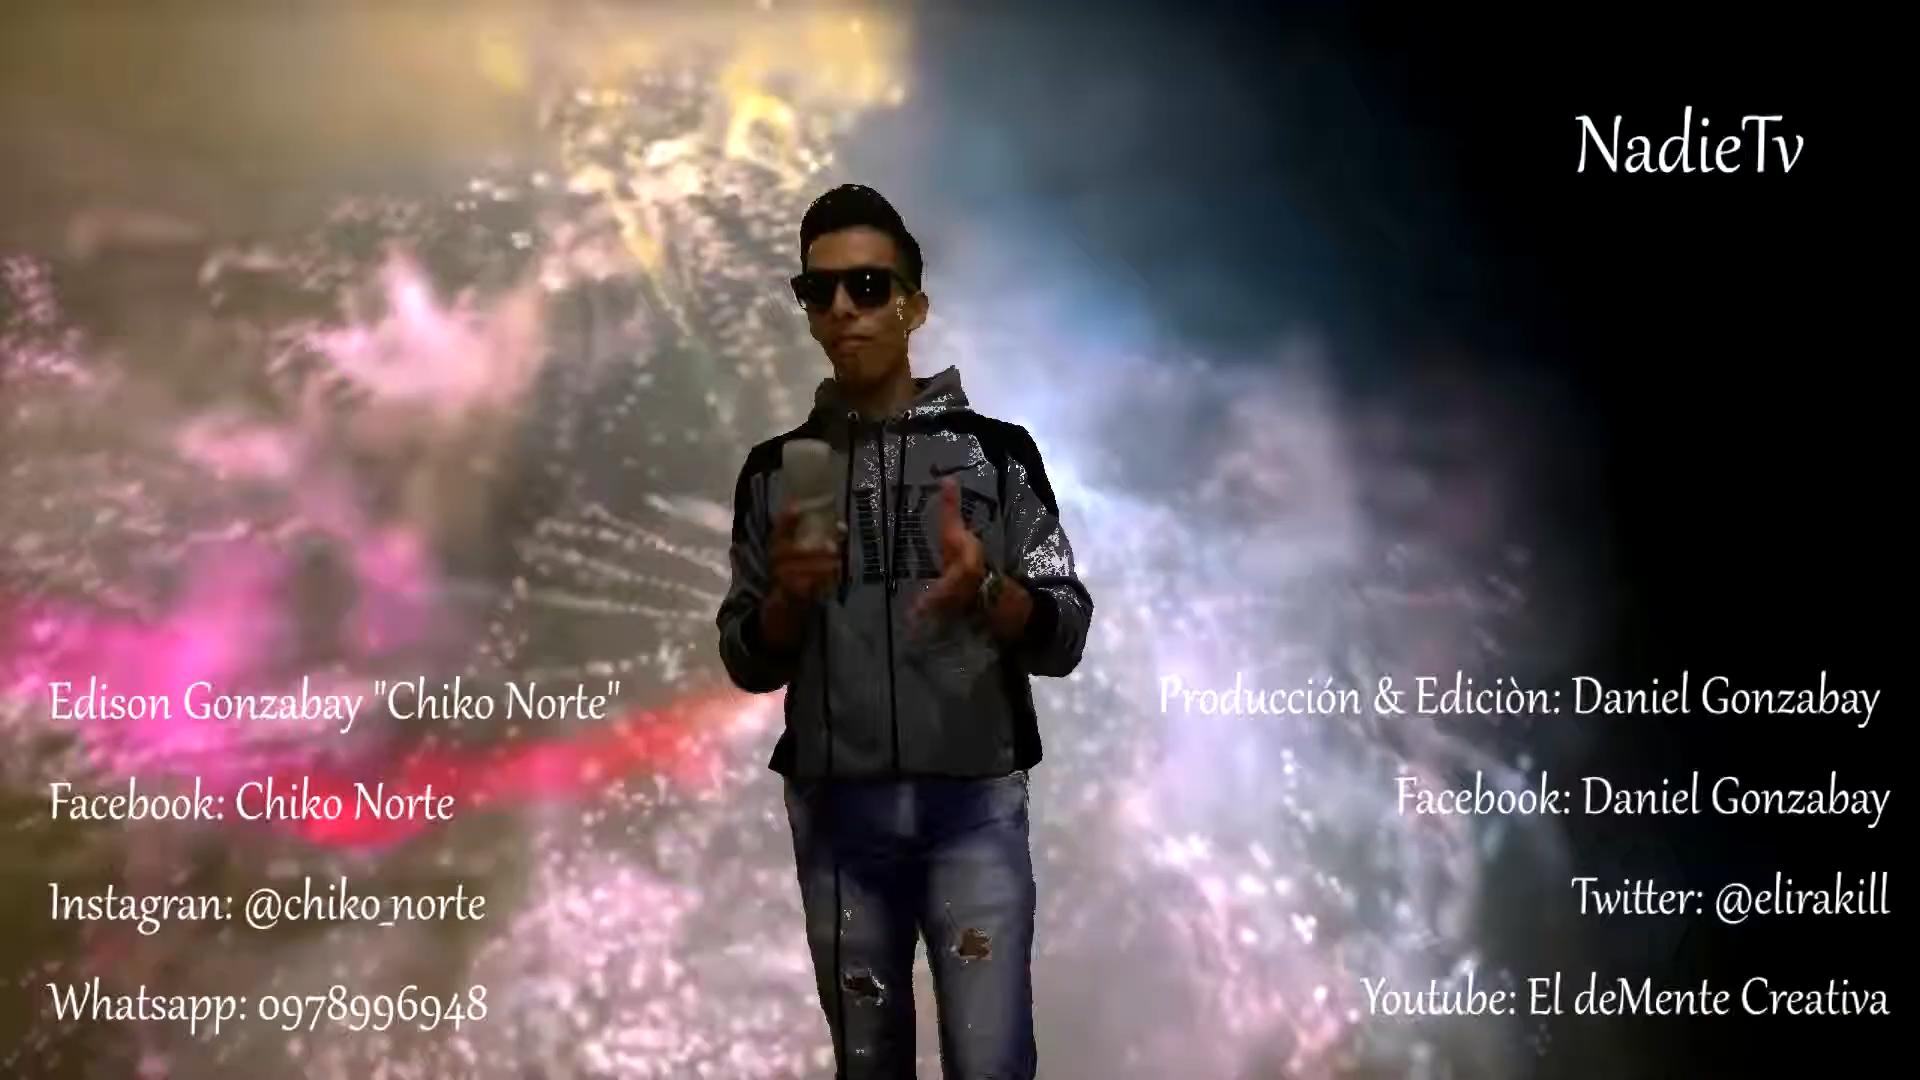 NadieTv
Edison Gonzabay "Chiko Norte"
Facebook: Chiko Norte
Instagran: @chiko_norte
Whatsapp: 0978996948
Producción & Ediciòn: Daniel Gonzabay
Facebook: Daniel Gonzabay
Twitter: @elirakill
Youtube: El deMente Creativa